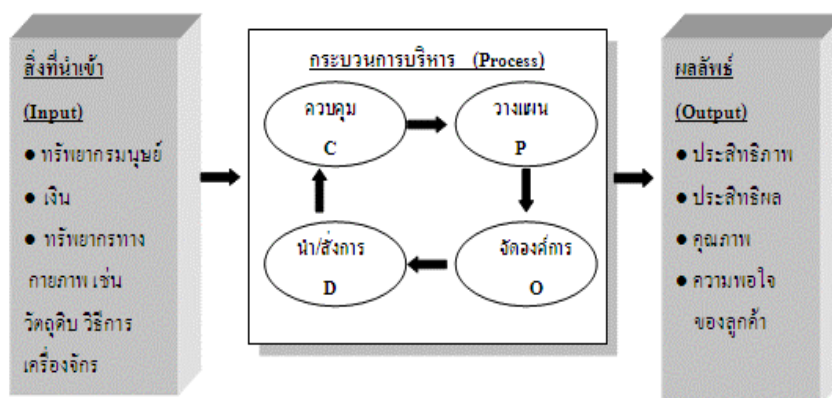 สิ่งที่นำเข้า
(Input)
● ทรัพยากรมนุษย์
● เงิน
● ทรัพยากรทาง
กายภาพ เช่น
วัตถุดิบ วิธีการ
เครื่องจักร
กระบวนการบริหาร (Process)
ควบคุม
C
วางแผน
P
นำ/สั่งการ
D
จัดองค์การ
O
ผลลัพธ์
(Output)
● ประสิทธิภาพ
● ประสิทธิผล
● คุณภาพ
● ความพอใจ
ของลูกค้า